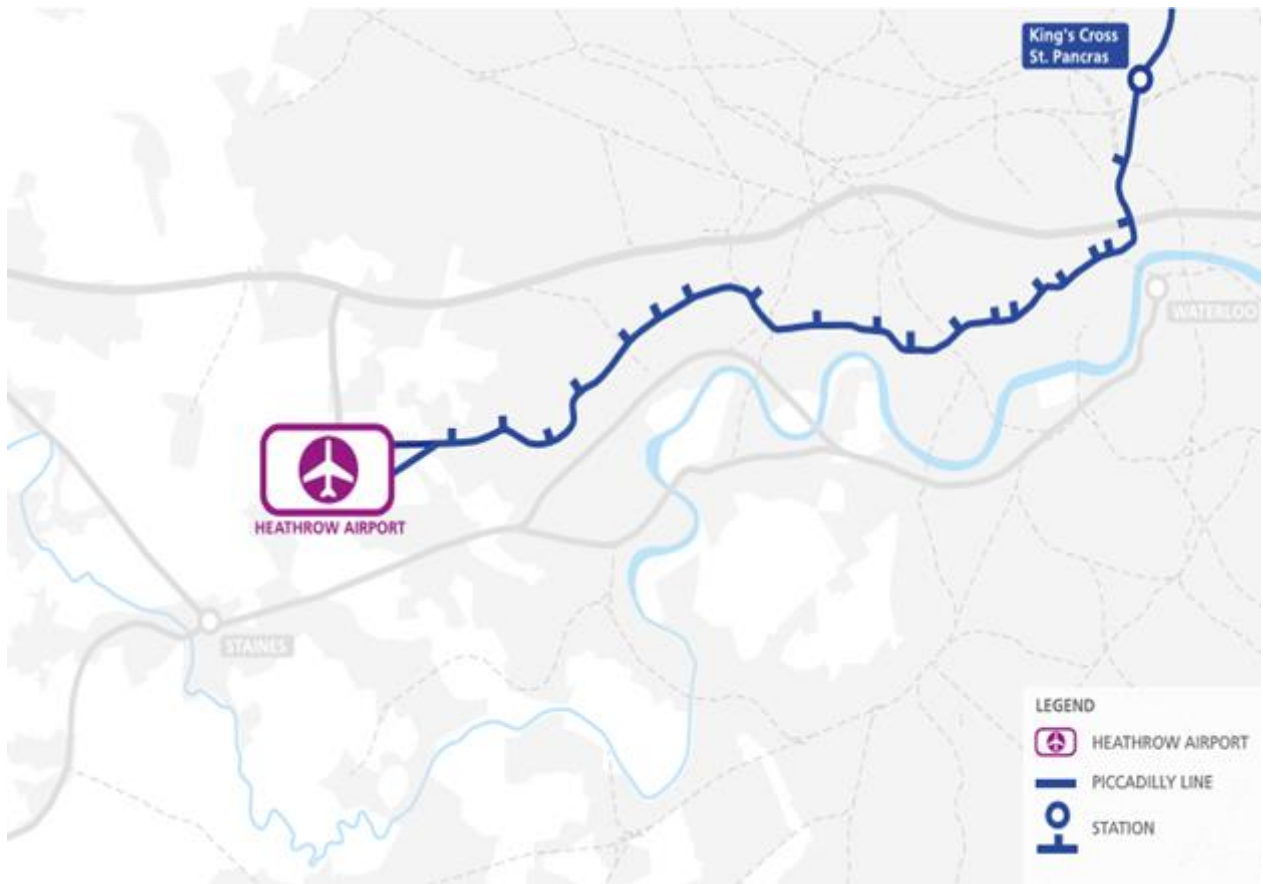 King's Cross
St. Pancras
WATERLOO
HEATHROW AIRPORT
STAINES
LEGEND
HEATHROW AIRPORT
PICCADILLY LINE
STATION